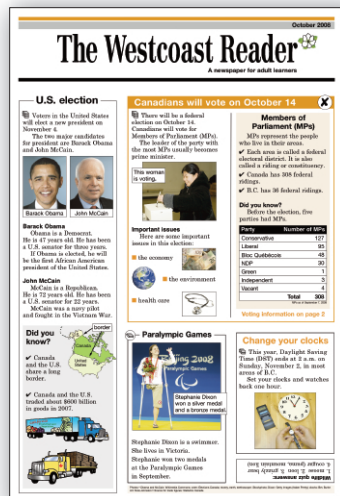 October 2008
The Westcoast Reader
A newspaper for adult learners
U.S. election
Voters in the United States
will elect a new president on
November 4.
The two major candidates
for president are Barack Obama
and John McCain.
Barack Obama
John McCain
Barack Obama
Obama is a Democrat.
He is 47 years old. He has been
a U.S. senator for three years.
If Obama is elected, he will
be the first African American
president of the United States.
John McCain
McCain is a Republican.
He is 72 years old. He has been
a U.S. senator for 22 years.
McCain was a navy pilot
and fought in the Vietnam War.
Did you
know?
border
✓ Canada
and the U.S.
share a long
border.
✓ Canada and the U.S.
traded about $600 billion
in goods in 2007.
Canadians will vote on October 14
There will be a federal
election on October 14.
Canadians will vote for
Members of Parliament (MPs).
The leader of the party
with the most MPs usually becomes
prime minister.
This woman
is voting.
Important issues
Here are some important
issues in this election:
the economy
the environment
health care
Members of
Parliament (MPs)
MPs represent the people
who live in their areas.
✓ Each area is called a federal
electoral district. It is also
called a riding or constituency.
✓ Canada has 308 federal
ridings.
✓ B.C. has 36 federal ridings.
Did you know?
Before the election, five
parties had MPs.
Party Number of MPs
Conservative 127
Liberal 95
Bloc Québécois 48
NDP 30
Green 1
Independent 3
Vacant 4
Total 308
Voting information on page 2
Paralympic Games
Beijing 2008
Paralympic Games
Stephanie Dixon
won a silver medal
and a bronze medal.
Stephanie Dixon is a swimmer.
She lives in Victoria.
Stephanie won two medals
at the Paralympic Games
in September.
Change your clocks
This year, Daylight Saving
Time (DST) ends at 2 a.m. on
Sunday, November 2, in most
areas of B.C.
Set your clocks and watches
back one hour.
Wildlife quiz answers: